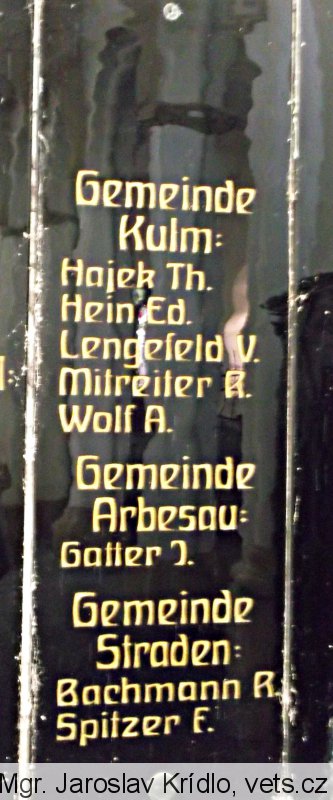 Gemeinde
Kulm:
Hajek Th.
Hein Ed.
Lengefeld V.
Mitreiter R.
Wolf A.
Gemeinde
Arbesau:
Gatter J.
Gemeinde
Straden:
Bachmann R.
Spitzer F.
Mgr. Jaroslav Krídlo, vets.cz